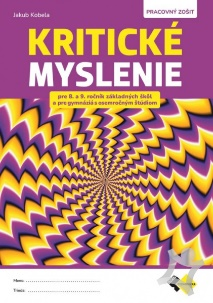 Jakub Kobela
PRACOVNÝ ZOŠIT
KRITICKÉ
MYSLENIE
pre 8. a 9. ročník základných škôl
a pre gymnáziá s osemročným štúdiom
Meno:
Trieda: